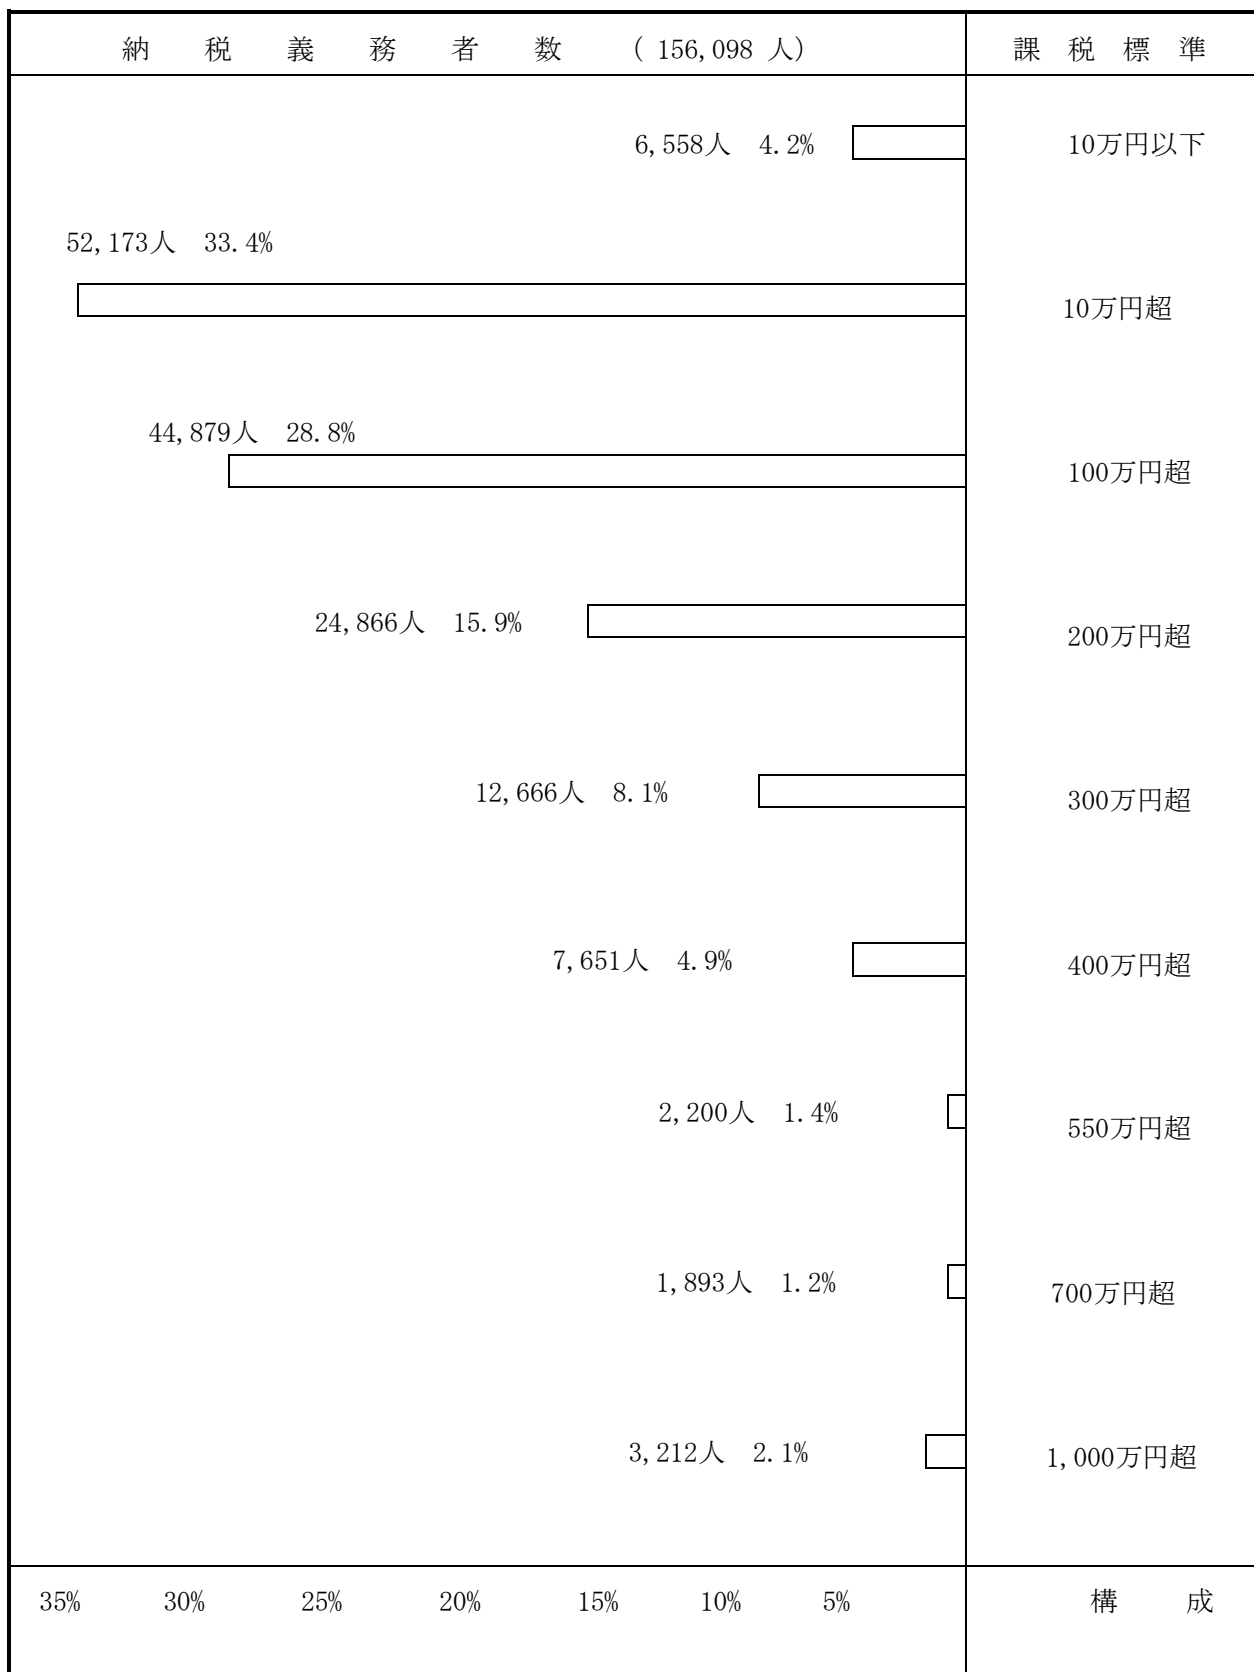 納税義務者数 （156,098 人） 課税標準
6,558人 4.2% 10万円以下
52,173人 33.4%
10万円超
44,879人 28.8%
100万円超
24,866人 15.9% 200万円超
12,666人 8.1% 300万円超
7,651人 4.9% 400万円超
2,200人 1.4% 550万円超
1,893人 1.2% 700万円超
3,212人 2.1% 1,000万円超
35% 30% 25% 20% 15% 10% 5% 構成